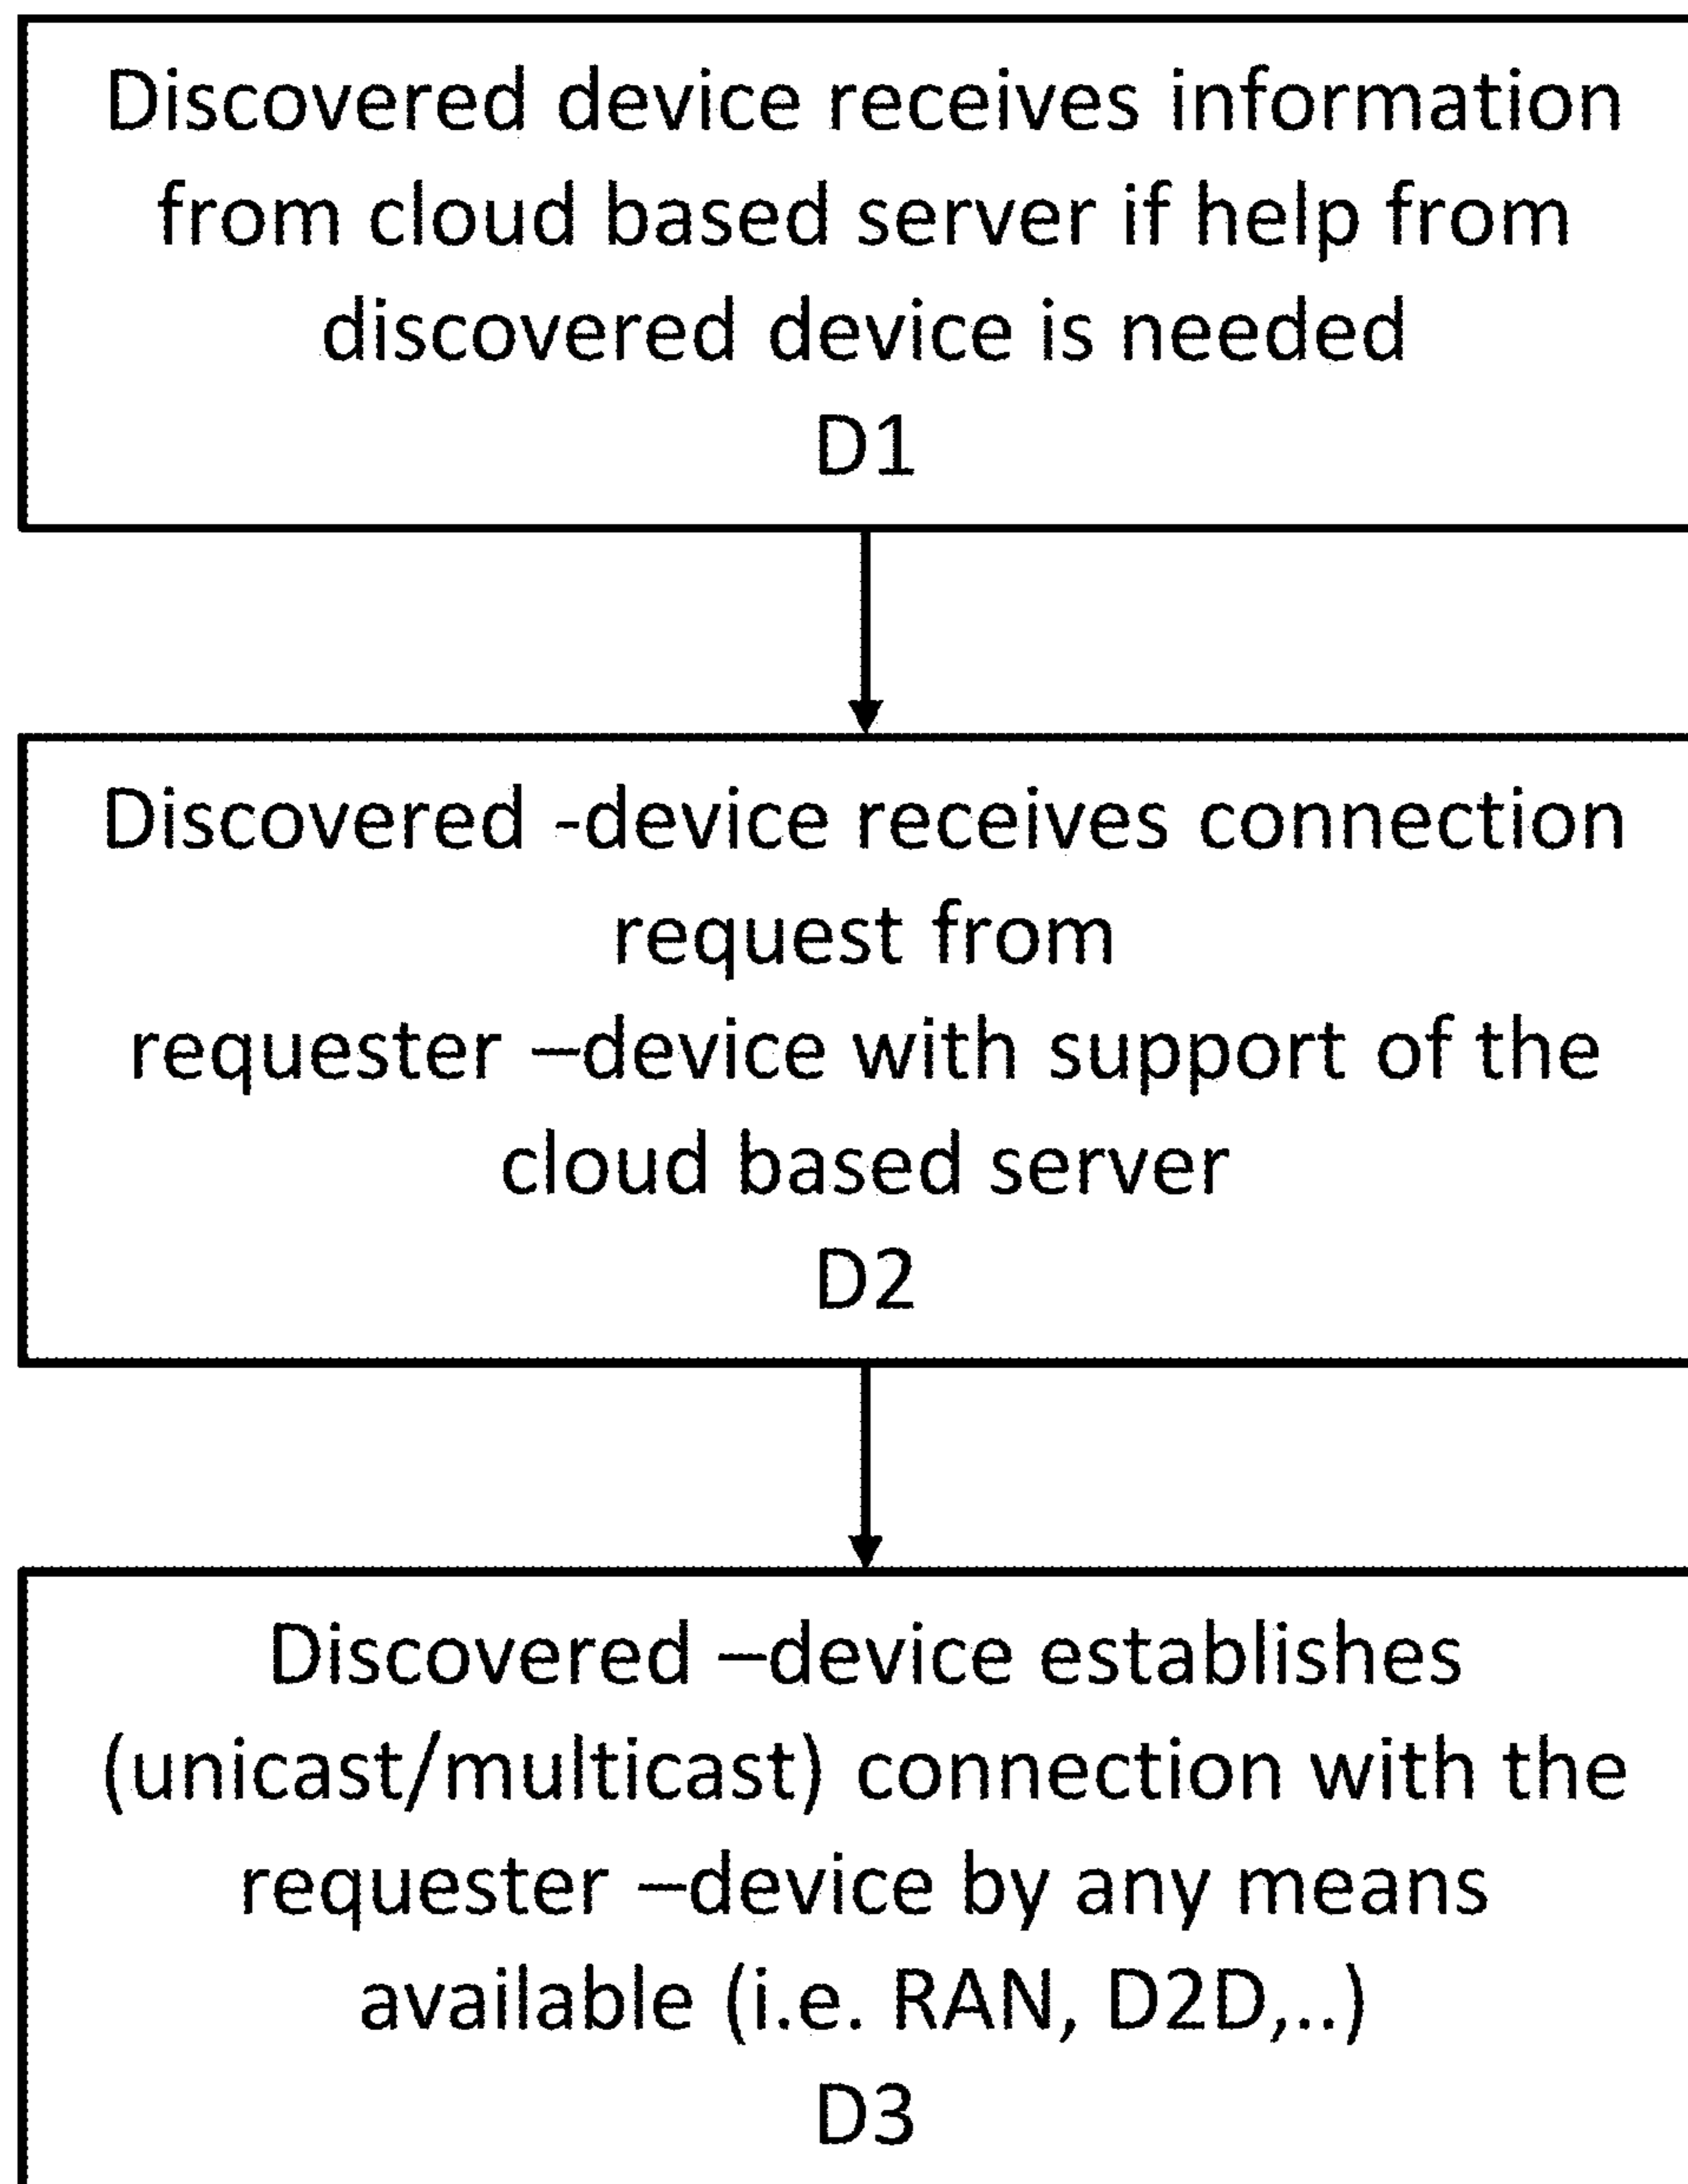 Discovered device receives information
from cloud based server if help from
discovered device is needed
D1
Discovered -device receives connection
request from
requester –device with support of the
cloud based server
D2
Discovered –device establishes
(unicast/multicast) connection with the
requester –device by any means
available (i.e. RAN, D2D,..)
D3